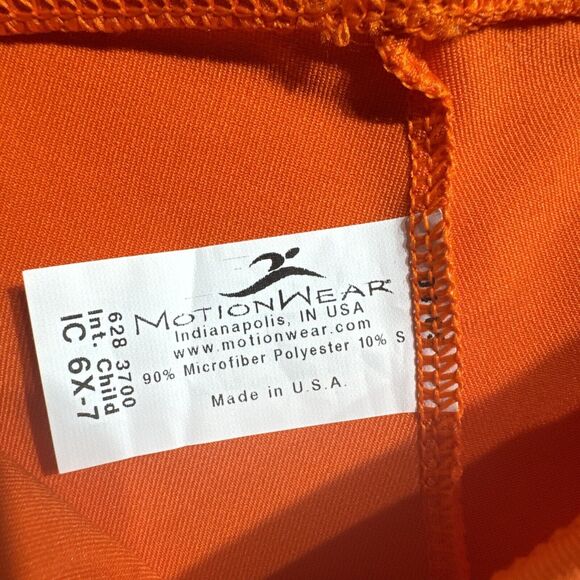 MOTIONWEAR
Indianapolis, IN USA
www.motionwear.com
90% Microfiber Polyester 10% S
Made in U.S.A.
628 3700
Int. Child
IC 6X-7